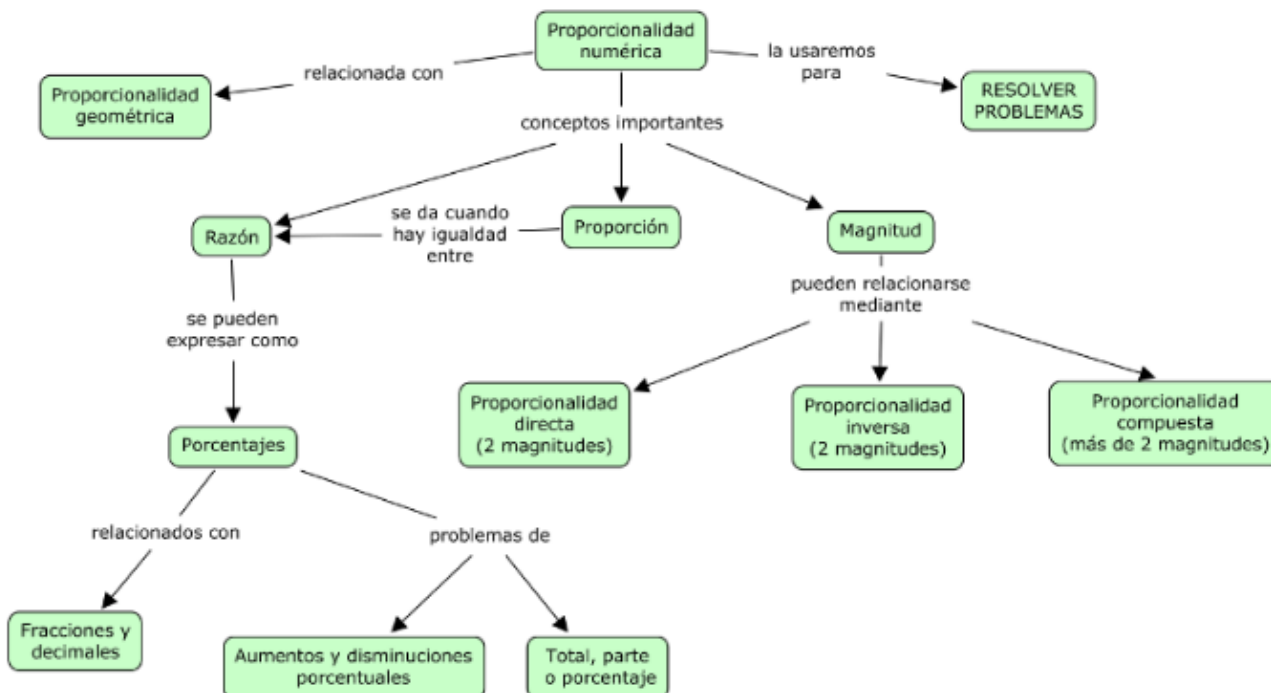 Proporcionalidad
numérica
relacionada con
la usaremos
para
Proporcionalidad
geométrica
RESOLVER
PROBLEMAS
conceptos importantes
Razón
se da cuando
hay igualdad
entre
Proporción
Magnitud
se pueden
expresar como
pueden relacionarse
mediante
Proporcionalidad
directa
(2 magnitudes)
Proporcionalidad
inversa
(2 magnitudes)
Proporcionalidad
compuesta
(más de 2 magnitudes)
Porcentajes
relacionados con
problemas de
Fracciones y
decimales
Aumentos y disminuciones
porcentuales
Total, parte
o porcentaje